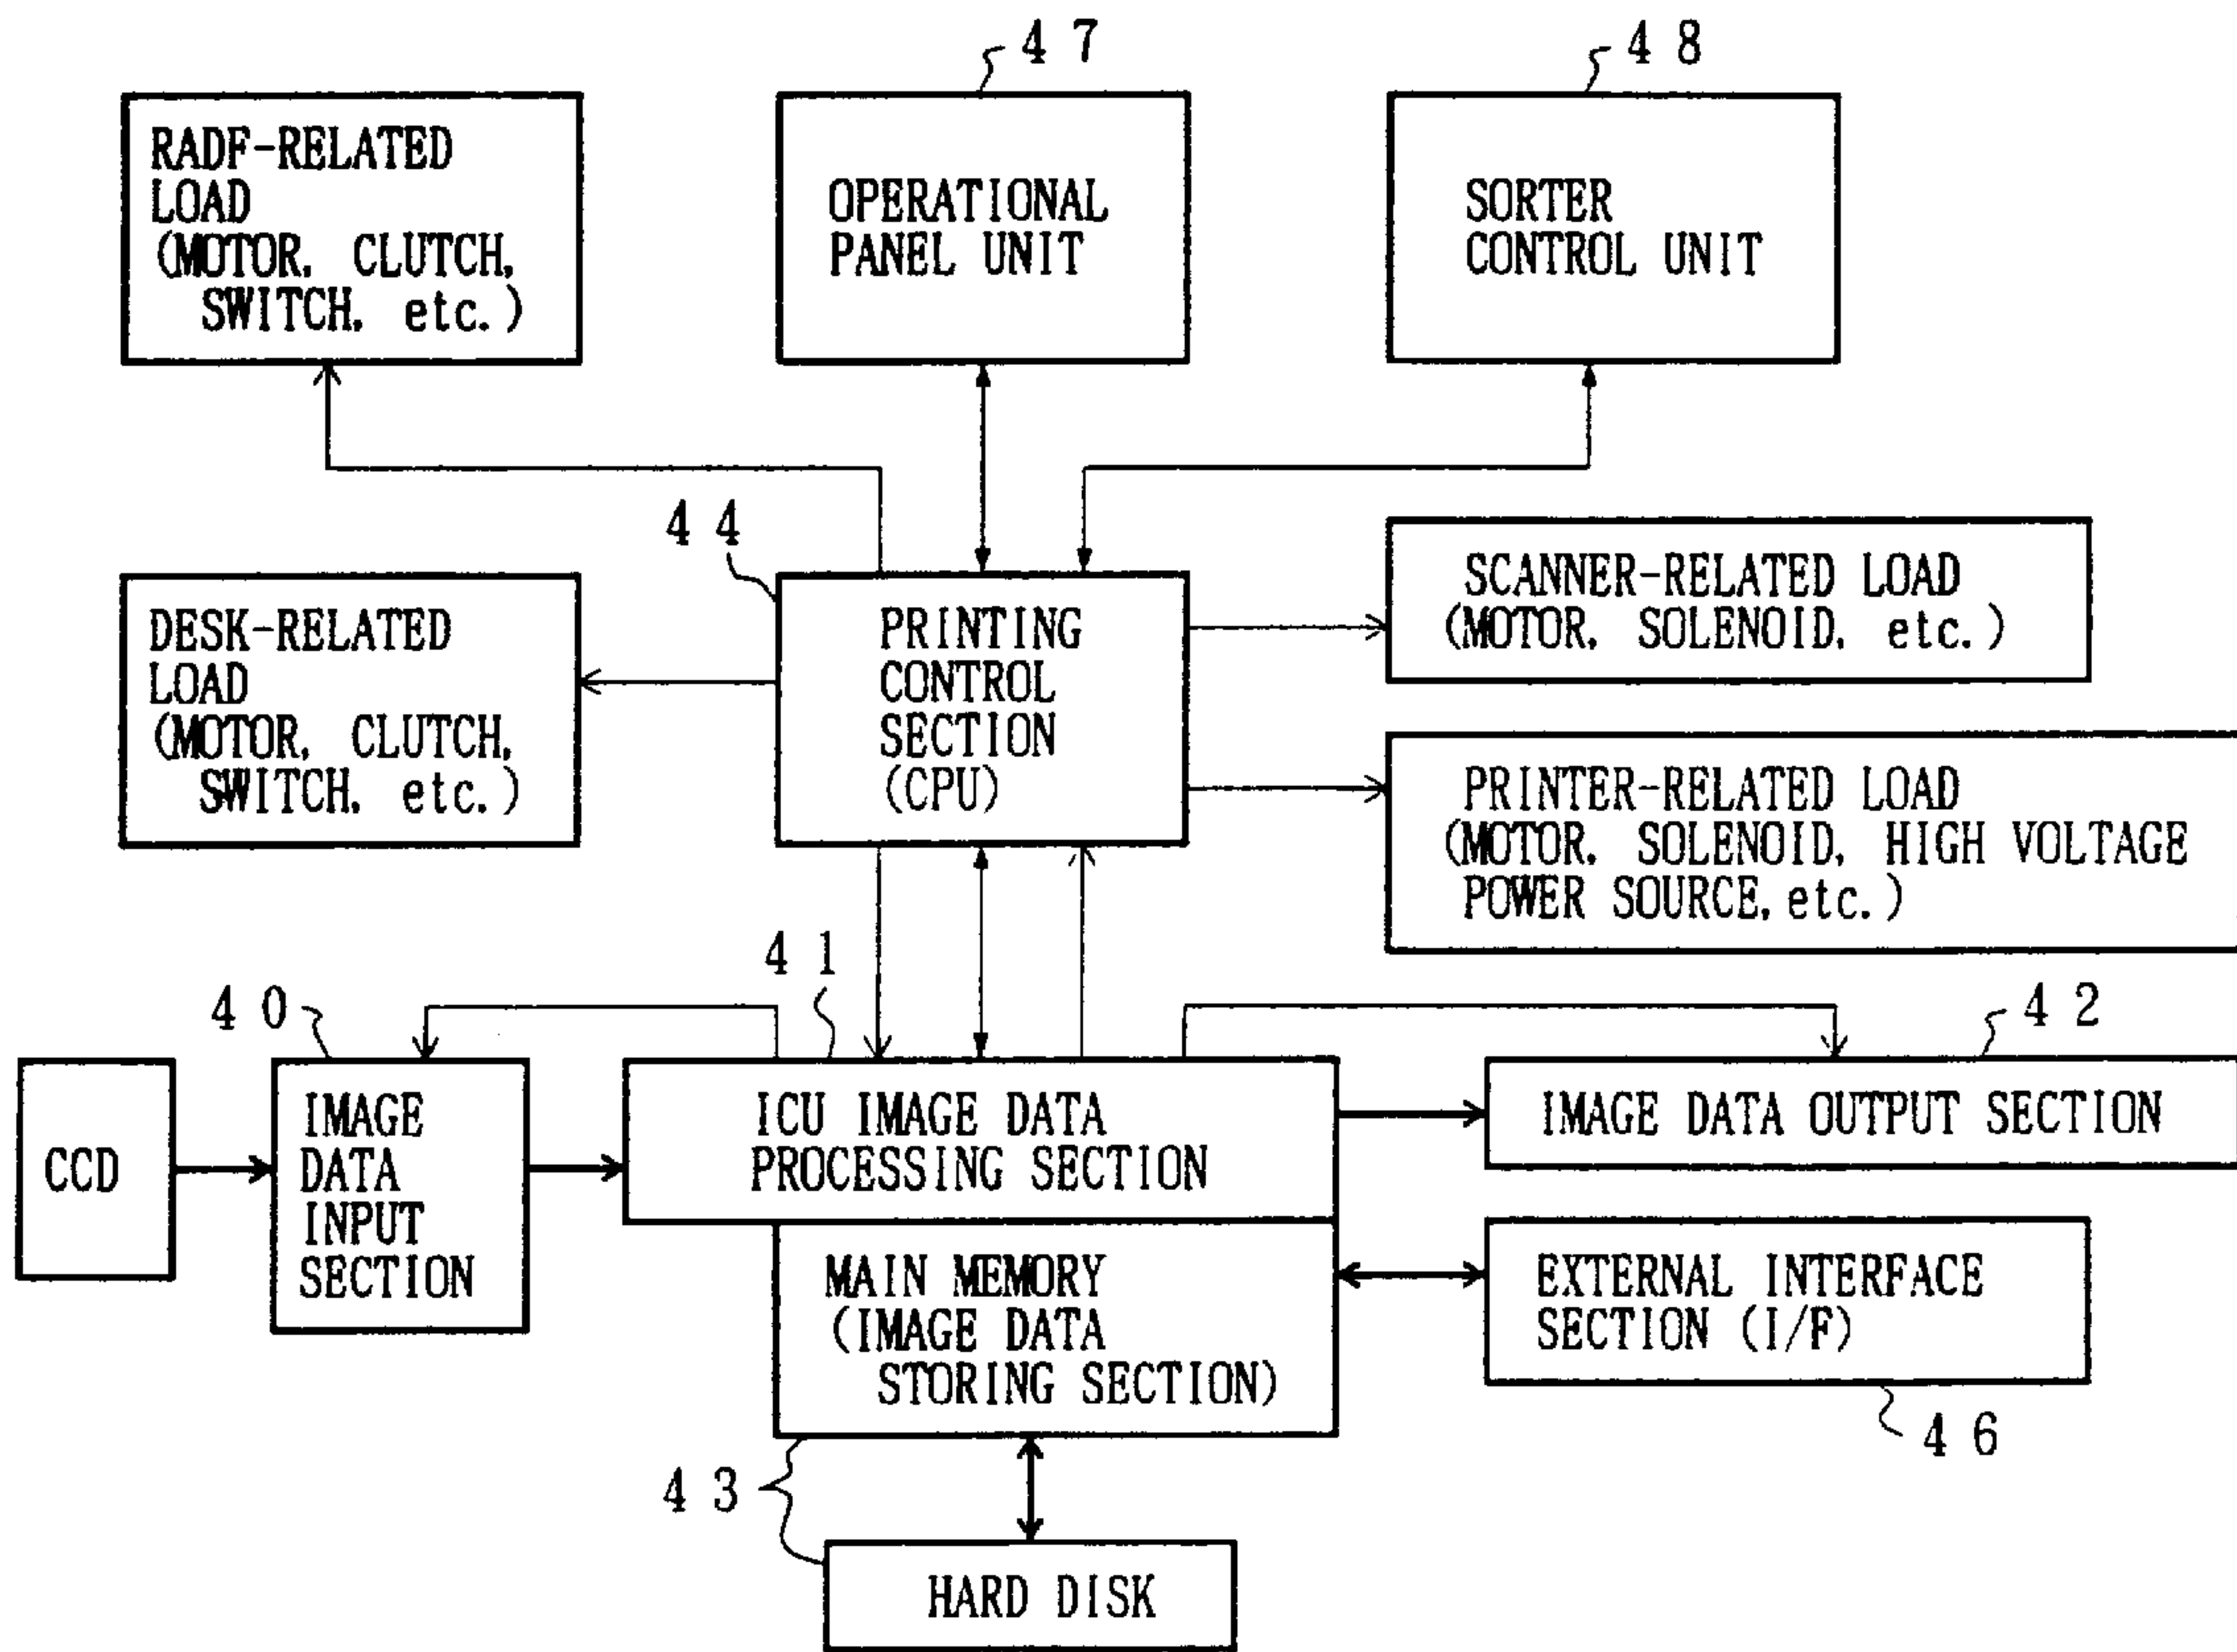 4 7
4 8
RADF-RELATED
LOAD
(MOTOR, CLUTCH,
SWITCH, etc.)
OPERATIONAL
PANEL UNIT
SORTER
CONTROL UNIT
4 4
DESK-RELATED
LOAD
(MOTOR, CLUTCH,
SWITCH, etc.)
PRINTING
CONTROL
SECTION
(CPU)
SCANNER-RELATED LOAD
(MOTOR, SOLENOID, etc.)
PRINTER-RELATED LOAD
(MOTOR, SOLENOID, HIGH VOLTAGE
POWER SOURCE, etc.)
4 0
4 1
4 2
CCD
IMAGE
DATA
INPUT
SECTION
ICU IMAGE DATA
PROCESSING SECTION
IMAGE DATA OUTPUT SECTION
MAIN MEMORY
(IMAGE DATA
STORING SECTION)
EXTERNAL INTERFACE
SECTION (I/F)
4 6
4 3
HARD DISK